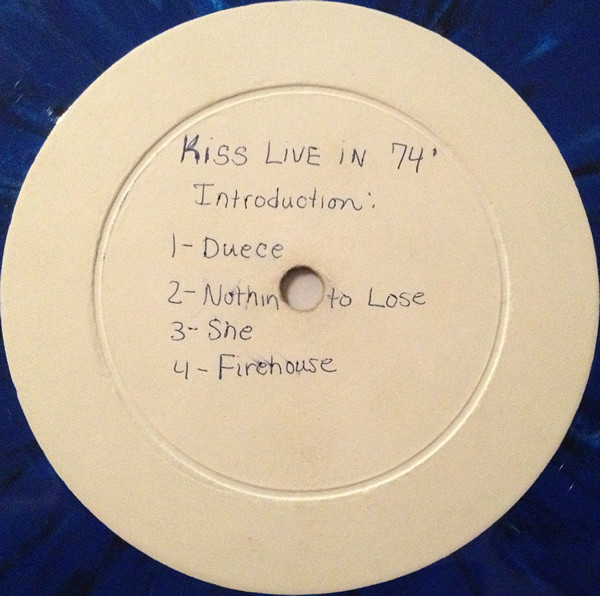 KISS LIVE IN 74'
Introduction:
1- Duece
2- Nothin to Lose
3- She
4- Firehouse